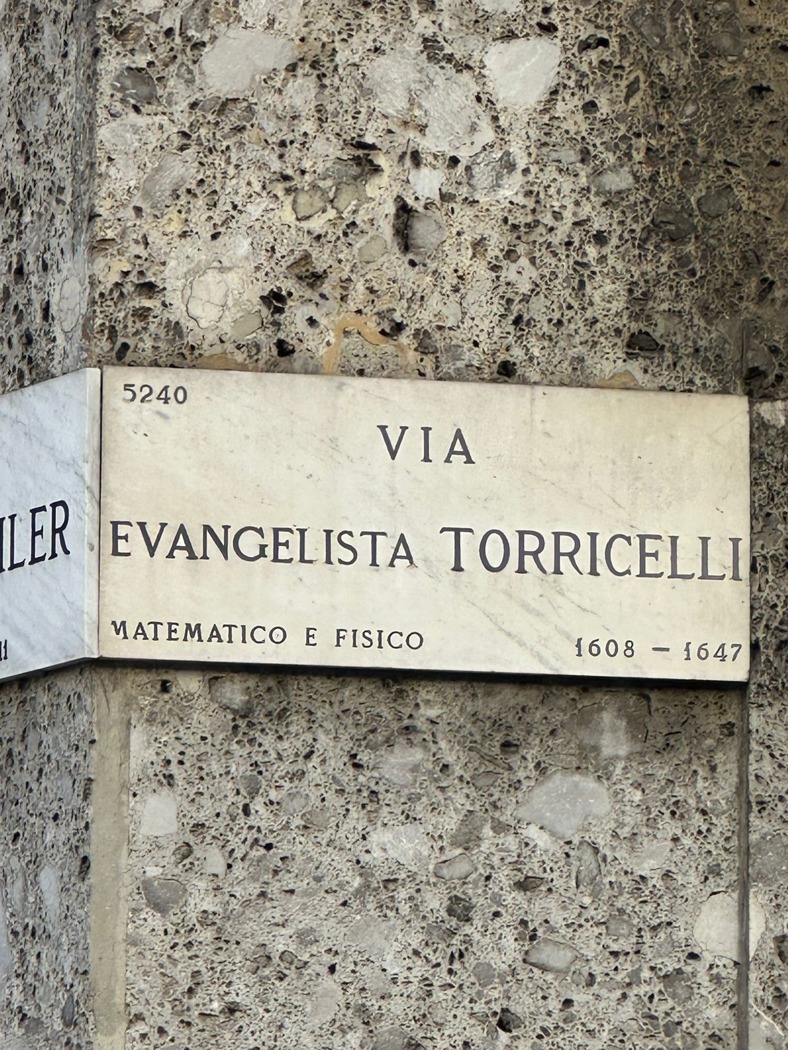 5240
VIA
EVANGELISTA TORRICELLI
MATEMATICO E FISICO 1608 – 1647